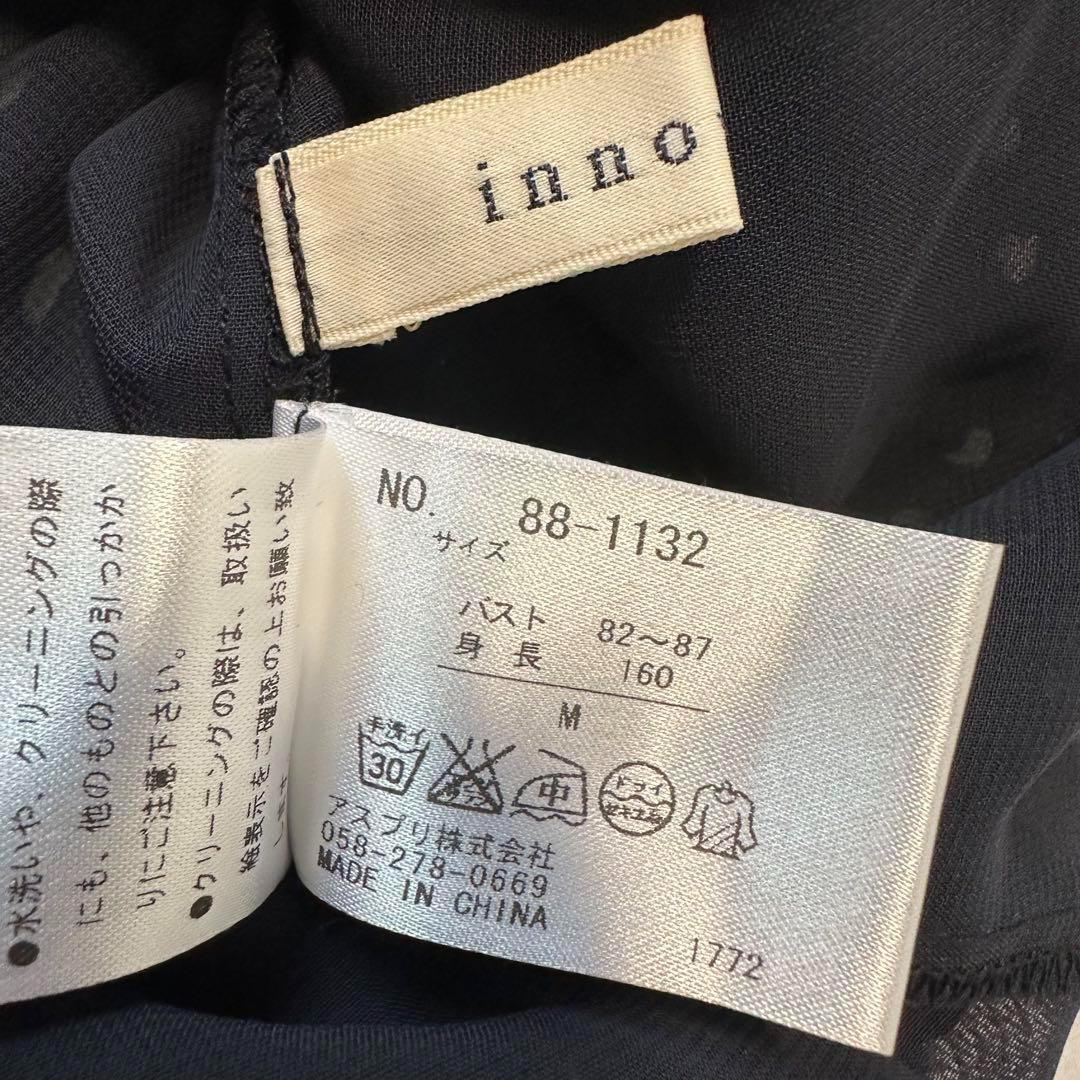 inno
NO. 88-1132
サイズ
バスト 82～87
身長 160
M
手洗イ
30
中
ドライ
アスプリ株式会社
058-278-0669
MADE IN CHINA
1772
●水洗いや、クリーニングの際
にも、他のものとの引っかか
りにご注意下さい。
●クリーニングの際は、取扱い
絵表示をご確認の上お願い致